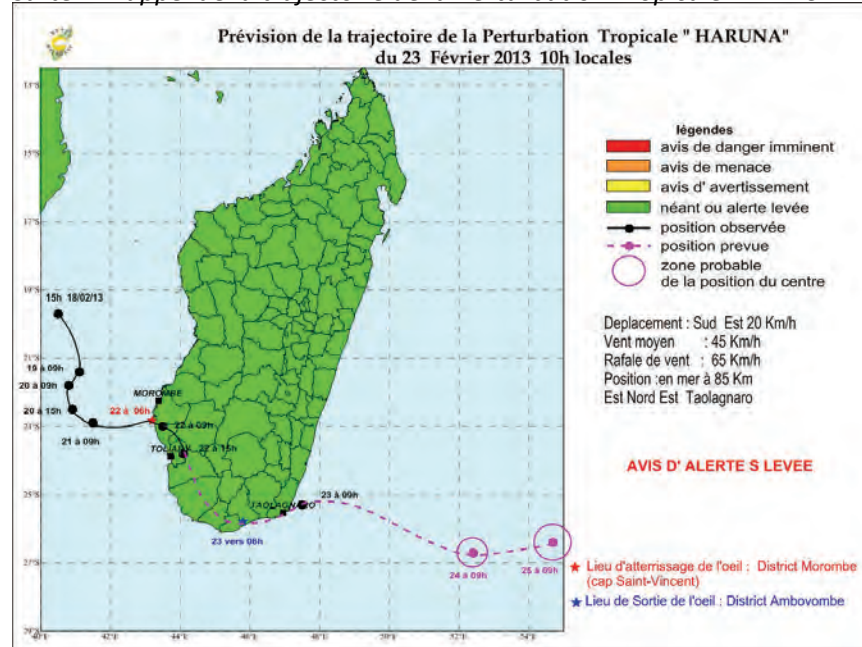 Prévision de la trajectoire de la Perturbation Tropicale " HARUNA"
du 23 Février 2013 10h locales
légendes
avis de danger imminent
avis de menace
avis d' avertissement
néant ou alerte levée
position observée
position prevue
zone probable
de la position du centre
Deplacement : Sud Est 20 Km/h
Vent moyen : 45 Km/h
Rafale de vent : 65 Km/h
Position :en mer à 85 Km
Est Nord Est Taolagnaro
AVIS D' ALERTE S LEVEE
★ Lieu d'atterrissage de l'oeil : District Morombe
(cap Saint-Vincent)
★ Lieu de Sortie de l'oeil : District Ambovombe
15°S
17°S
19°S
21°S
15h 18/02/13
19 à 09h
20 à 09h
20 à 15h
21 à 09h
MOROMBE
22 à 06h
22 à 09h
22 à 15h
TAOLAGNARO
23 à 09h
23 vers 06h
24 à 09h
25 à 09h
42°E
44°E
46°E
48°E
52°E
54°E